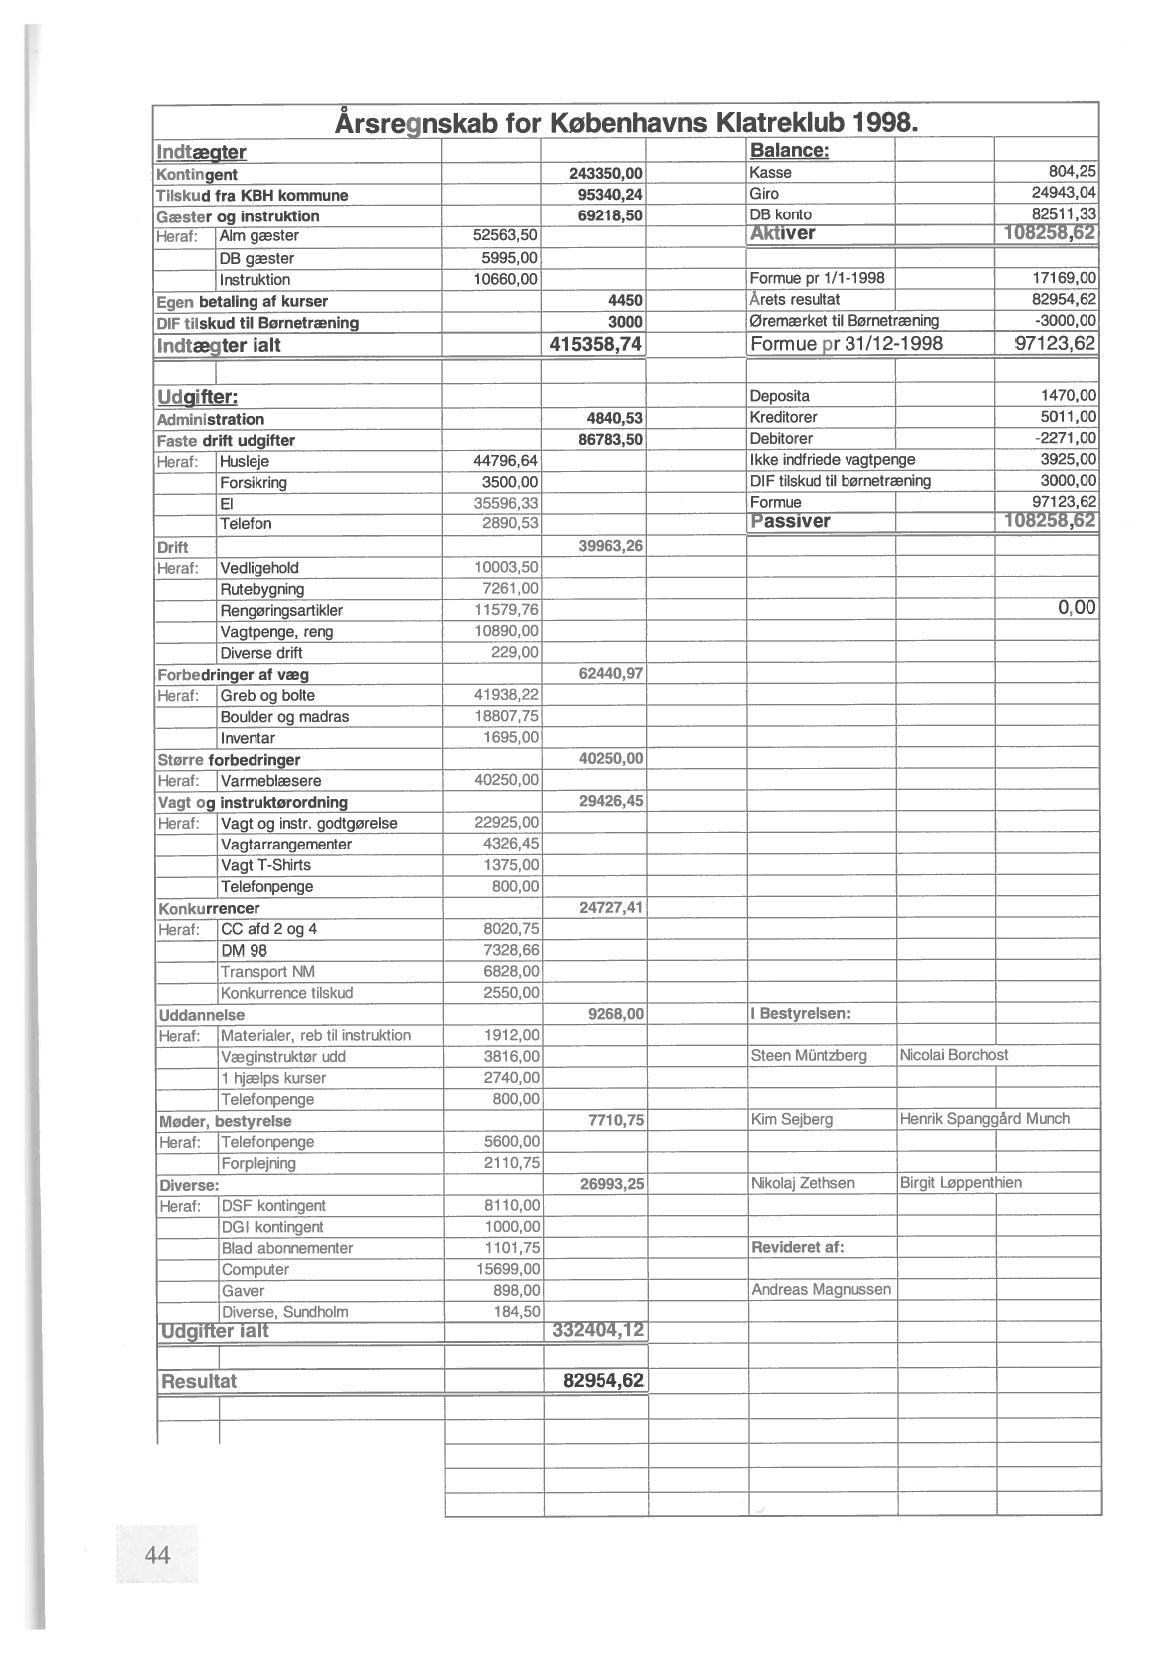 Årsregnskab for Københavns Klatreklub 1998.
Indtægter
Kontingent 243350,00
Tilskud fra KBH kommune 95340,24
Gæster og instruktion 69218,50
Heraf: Alm gæster 52563,50
DB gæster 5995,00
Instruktion 10660,00
Egen betaling af kurser 4450
DIF tilskud til Børnetræning 3000
Indtægter ialt 415358,74
Udgifter:
Administration 4840,53
Faste drift udgifter 86783,50
Heraf: Husleje 44796,64
Forsikring 3500,00
El 35596,33
Telefon 2890,53
Drift 39963,26
Heraf: Vedligehold 10003,50
Rutebygning 7261,00
Rengøringsartikler 11579,76
Vagtpenge, reng 10890,00
Diverse drift 229,00
Forbedringer af væg 62440,97
Heraf: Greb og bolte 41938,22
Boulder og madras 18807,75
Inventar 1695,00
Større forbedringer 40250,00
Heraf: Varmeblæsere 40250,00
Vagt og instruktørordning 29426,45
Heraf: Vagt og instr. godtgørelse 22925,00
Vagtarrangementer 4326,45
Vagt T-Shirts 1375,00
Telefonpenge 800,00
Konkurrencer 24727,41
Heraf: CC afd 2 og 4 8020,75
DM 98 7328,66
Transport NM 6828,00
Konkurrence tilskud 2550,00
Uddannelse 9268,00
Heraf: Materialer, reb til instruktion 1912,00
Væginstruktør udd 3816,00
1 hjælps kurser 2740,00
Telefonpenge 800,00
Møder, bestyrelse 7710,75
Heraf: Telefonpenge 5600,00
Forplejning 2110,75
Diverse: 26993,25
Heraf: DSF kontingent 8110,00
DGI kontingent 1000,00
Blad abonnementer 1101,75
Computer 15699,00
Gaver 898,00
Diverse, Sundholm 184,50
Udgifter ialt 332404,12
Resultat 82954,62
Balance:
Kasse 804,25
Giro 24943,04
DB konto 82511,33
Aktiver 108258,62
Formue pr 1/1-1998 17169,00
Årets resultat 82954,62
Øremærket til Børnetræning -3000,00
Formue pr 31/12-1998 97123,62
Deposita 1470,00
Kreditorer 5011,00
Debitorer -2271,00
Ikke indfriede vagtpenge 3925,00
DIF tilskud til børnetræning 3000,00
Formue 97123,62
Passiver 108258,62
0,00
I Bestyrelsen:
Steen Müntzberg Nicolai Borchost
Kim Sejberg Henrik Spanggård Munch
Nikolaj Zethsen Birgit Løppenthien
Revideret af:
Andreas Magnussen
44